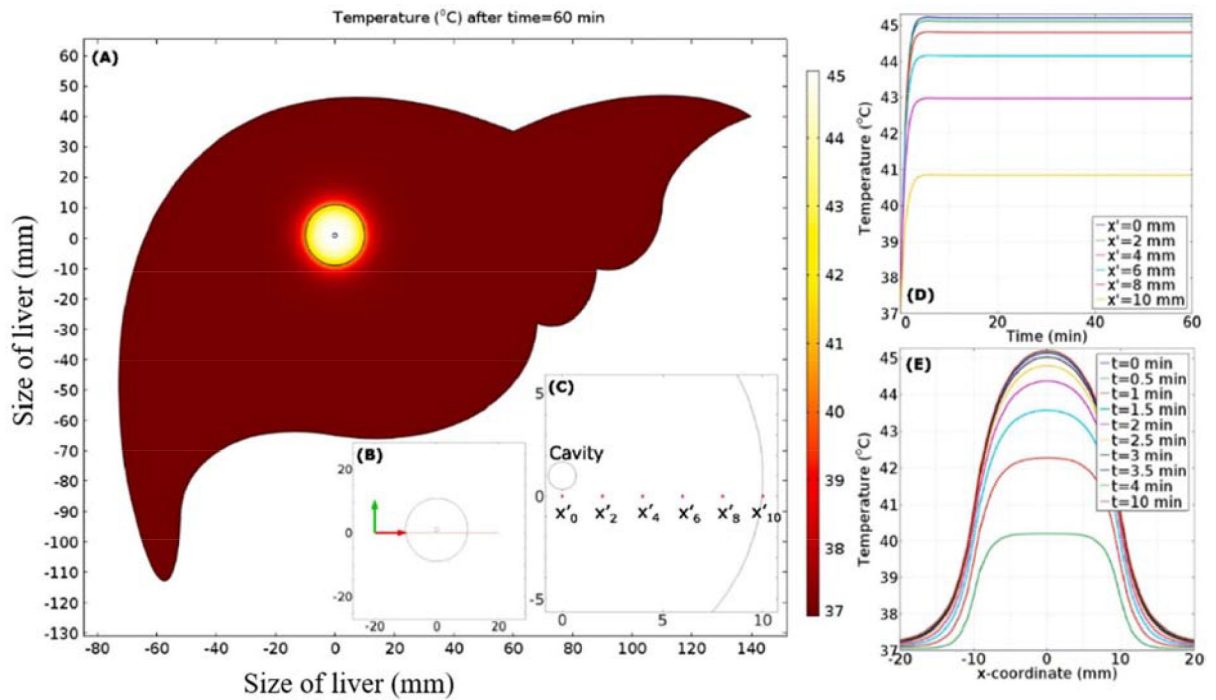 Temperature (°C) after time=60 min
(A)
60
50
40
30
20
10
0
-10
-20
-30
-40
-50
-60
-70
-80
-90
-100
-110
-120
-130
Size of liver (mm)
-80 -60 -40 -20 0 20 40 60 80 100 120 140
Size of liver (mm)
45
44
43
42
41
40
39
38
37
(B)
20
0
-20
-20 0 20
(C)
5
Cavity
0
x'0 x'2 x'4 x'6 x'8 x'10
-5
0 5 10
45
44
43
42
41
40
39
38
37
Temperature (°C)
x'=0 mm
x'=2 mm
x'=4 mm
x'=6 mm
x'=8 mm
x'=10 mm
(D)
0 20 40 60
Time (min)
(E)
45
44
43
42
41
40
39
38
37
Temperature (°C)
t=0 min
t=0.5 min
t=1 min
t=1.5 min
t=2 min
t=2.5 min
t=3 min
t=3.5 min
t=4 min
t=10 min
-20 -10 0 10 20
x-coordinate (mm)